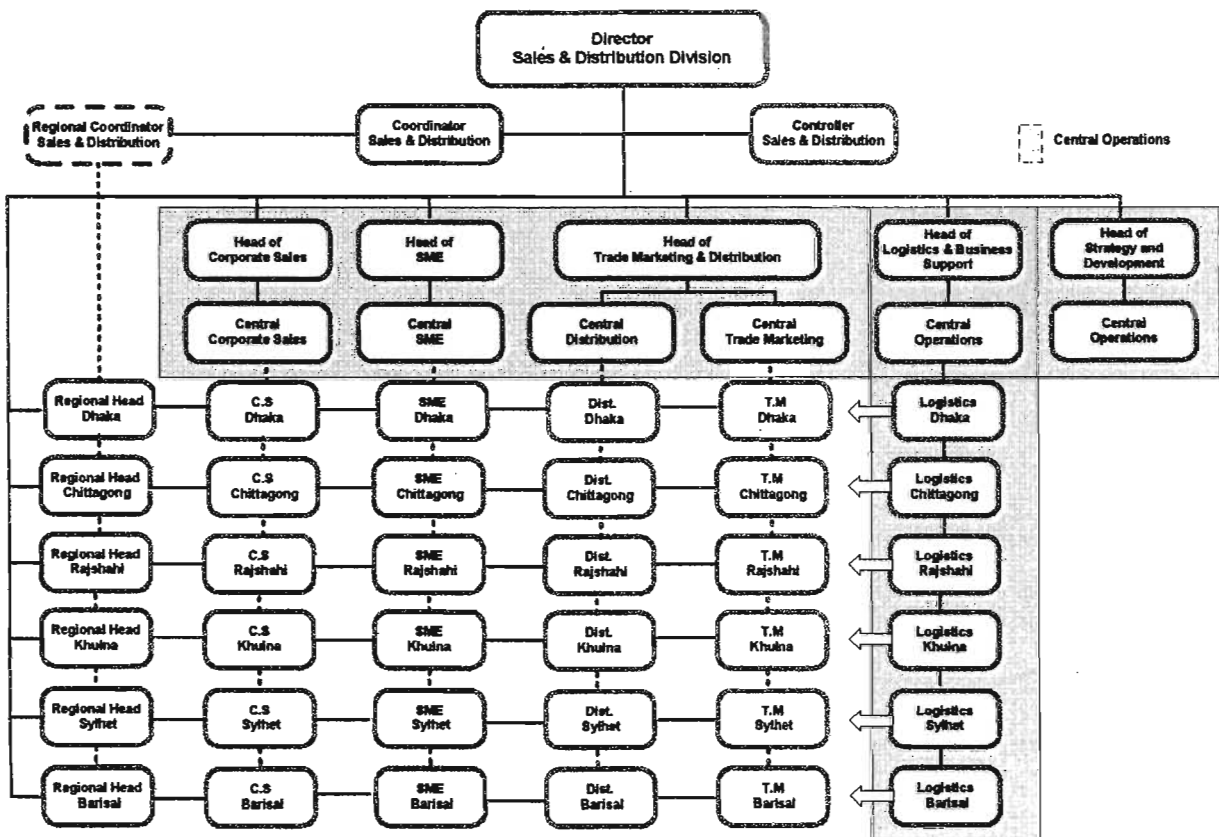 Director
Sales & Distribution Division
Regional Coordinator
Sales & Distribution
Coordinator
Sales & Distribution
Controller
Sales & Distribution
Central Operations
Head of
Corporate Sales
Head of
SME
Head of
Trade Marketing & Distribution
Head of
Logistics & Business
Support
Head of
Strategy and
Development
Central
Corporate Sales
Central
SME
Central
Distribution
Central
Trade Marketing
Central
Operations
Central
Operations
Regional Head
Dhaka
C.S
Dhaka
SME
Dhaka
Dist.
Dhaka
T.M
Dhaka
Logistics
Dhaka
Regional Head
Chittagong
C.S
Chittagong
SME
Chittagong
Dist.
Chittagong
T.M
Chittagong
Logistics
Chittagong
Regional Head
Rajshahi
C.S
Rajshahi
SME
Rajshahi
Dist.
Rajshahi
T.M
Rajshahi
Logistics
Rajshahi
Regional Head
Khulna
C.S
Khulna
SME
Khulna
Dist.
Khulna
T.M
Khulna
Logistics
Khulna
Regional Head
Sylhet
C.S
Sylhet
SME
Sylhet
Dist.
Sylhet
T.M
Sylhet
Logistics
Sylhet
Regional Head
Barisal
C.S
Barisal
SME
Barisal
Dist.
Barisal
T.M
Barisal
Logistics
Barisal